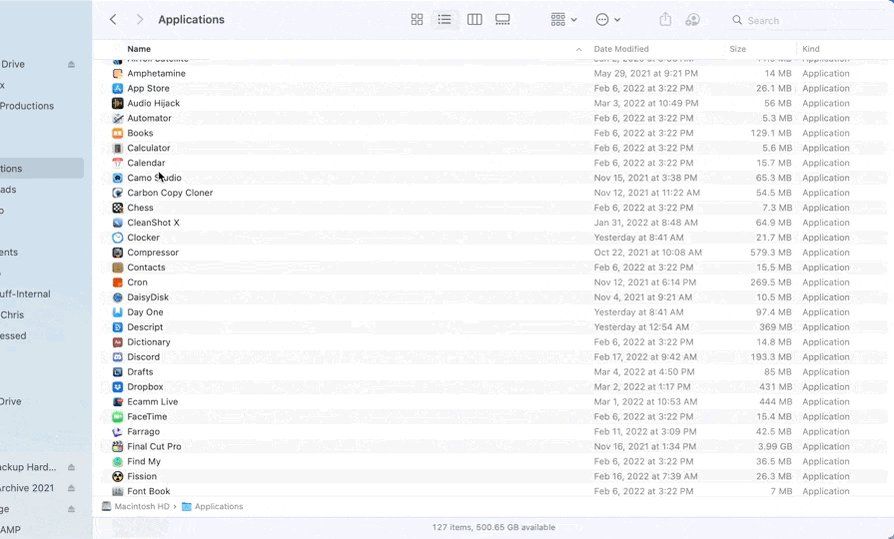 Applications
Search
Name Date Modified Size Kind
Amphetamine May 29, 2021 at 9:21 PM 14 MB Application
App Store Feb 6, 2022 at 3:22 PM 26.1 MB Application
Audio Hijack Mar 3, 2022 at 10:49 PM 56 MB Application
Automator Feb 6, 2022 at 3:22 PM 5.3 MB Application
Books Feb 6, 2022 at 3:22 PM 129.1 MB Application
Calculator Feb 6, 2022 at 3:22 PM 5.6 MB Application
Calendar Feb 6, 2022 at 3:22 PM 15.7 MB Application
Camo Studio Nov 15, 2021 at 3:38 PM 65.3 MB Application
Carbon Copy Cloner Nov 12, 2021 at 11:22 AM 54.5 MB Application
Chess Feb 6, 2022 at 3:22 PM 7.3 MB Application
CleanShot X Jan 31, 2022 at 8:48 AM 64.9 MB Application
Clocker Yesterday at 8:41 AM 21.7 MB Application
Compressor Oct 22, 2021 at 10:08 AM 579.3 MB Application
Contacts Feb 6, 2022 at 3:22 PM 15.5 MB Application
Cron Nov 12, 2021 at 6:14 PM 269.5 MB Application
DaisyDisk Nov 4, 2021 at 9:21 AM 10.5 MB Application
Day One Yesterday at 8:41 AM 97.4 MB Application
Descript Yesterday at 12:54 AM 369 MB Application
Dictionary Feb 6, 2022 at 3:22 PM 14.8 MB Application
Discord Feb 17, 2022 at 9:42 AM 193.3 MB Application
Drafts Mar 4, 2022 at 4:50 PM 85 MB Application
Dropbox Mar 2, 2022 at 1:17 PM 431 MB Application
Ecamm Live Mar 1, 2022 at 10:53 AM 444 MB Application
FaceTime Feb 6, 2022 at 3:22 PM 15.4 MB Application
Farrago Feb 11, 2022 at 3:09 PM 42.5 MB Application
Final Cut Pro Nov 16, 2021 at 1:34 PM 3.99 GB Application
Find My Feb 6, 2022 at 3:22 PM 36.5 MB Application
Fission Feb 16, 2022 at 7:39 AM 26.3 MB Application
Font Book Feb 6, 2022 at 3:22 PM 7 MB Application
Macintosh HD › Applications
127 items, 500.65 GB available
Drive
x
Productions
tions
ads
o
ents
uff-Internal
Chris
essed
Drive
ackup Hard...
Archive 2021
ge
AMP